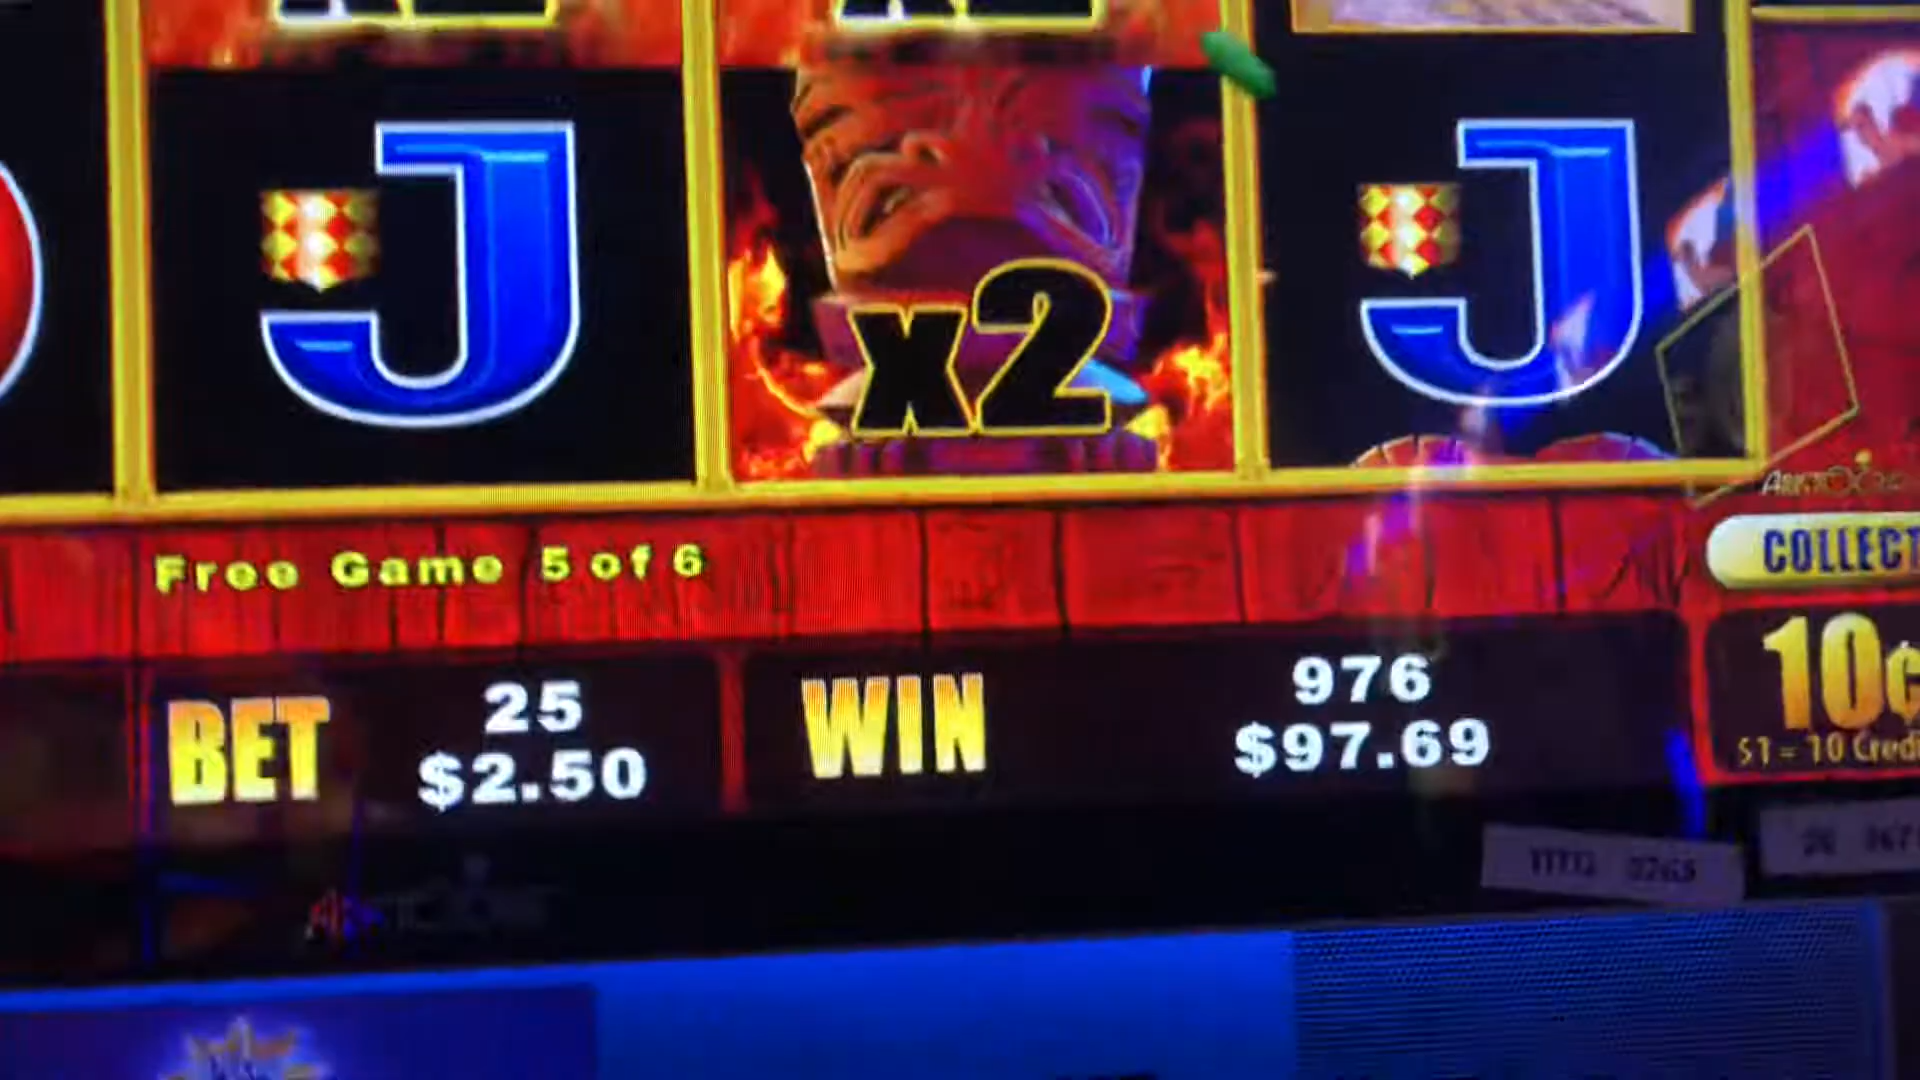 J
x2
J
Free Game 5 of 6
COLLECT
BET
25
$2.50
WIN
976
$97.69
10¢
$1 = 10 Credi